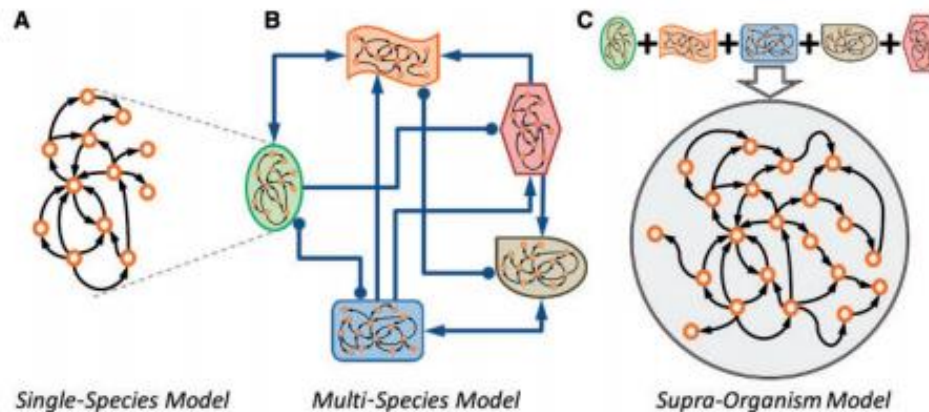 A
B
C
+ + + +
Single-Species Model
Multi-Species Model
Supra-Organism Model